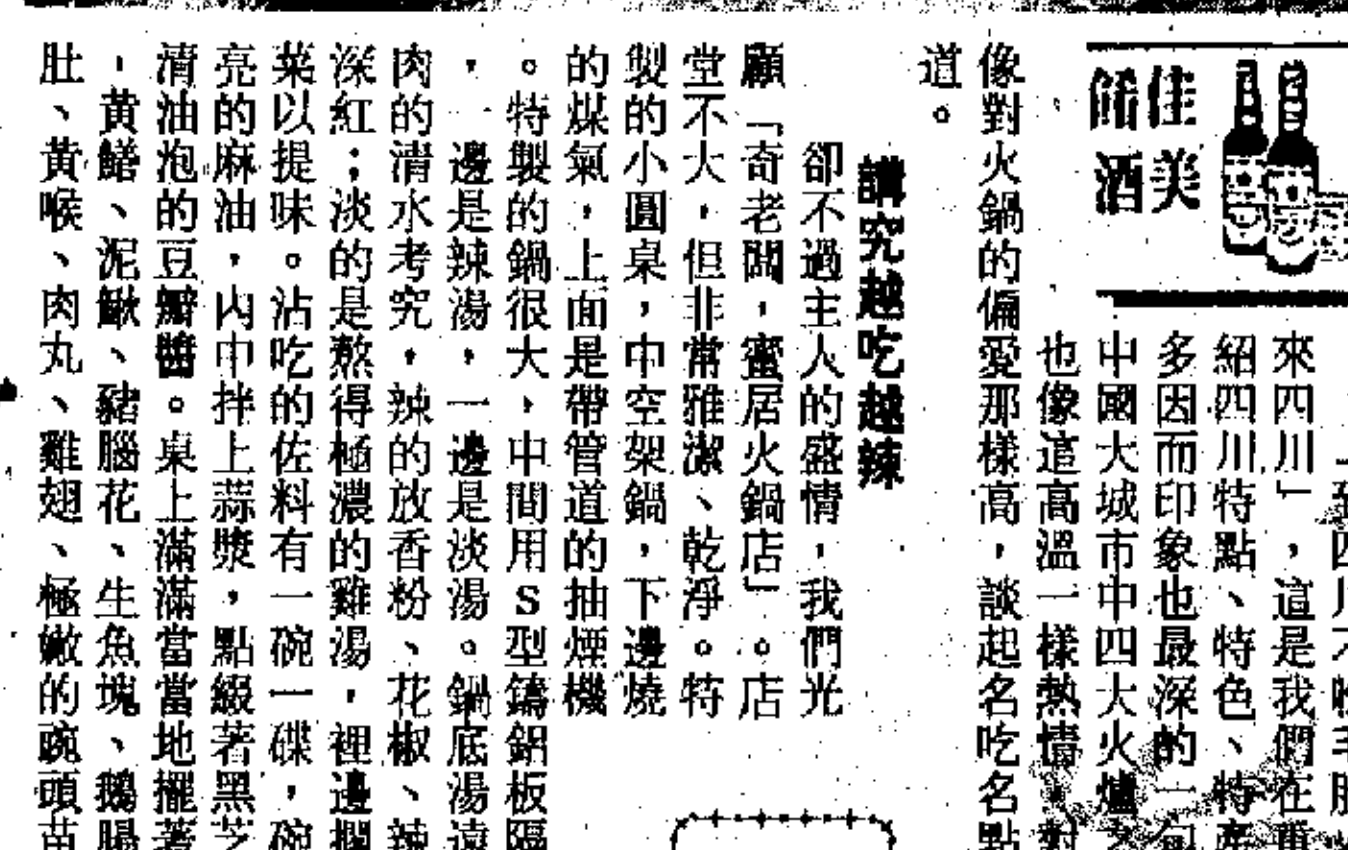 佳美
餚酒
來四川」，這是我們在重
紹四川特點、特色、特產
多因而印象也最深的一句
中國大城市中四大火爐之
也像這高溫一樣熱情，對
像對火鍋的偏愛那樣高，談起名吃名點
道。
講究越吃越辣
卻不過主人的盛情，我們光
顧「奇老闆，蜜居火鍋店」。店
堂不大，但非常雅潔、乾淨。特
製的小圓桌，中空架鍋，下邊燒
的煤氣，上面是帶管道的抽煙機
。特製的鍋很大，中間用S型鑄鋁板隔
，一邊是辣湯，一邊是淡湯。鍋底湯遠
肉的清水考究，辣的放香粉、花椒、辣
深紅；淡的是熬得極濃的雞湯，裡邊擱
菜以提味。沾吃的佐料有一碗一碟，碗
亮的麻油，內中拌上蒜漿，點綴著黑芝
清油泡的豆瓣醬。桌上滿滿當當地擺著
，黃鱔、泥鰍、豬腦花、生魚塊、鵝腸
肚、黃喉、肉丸、雞翅、極嫩的豌頭苗